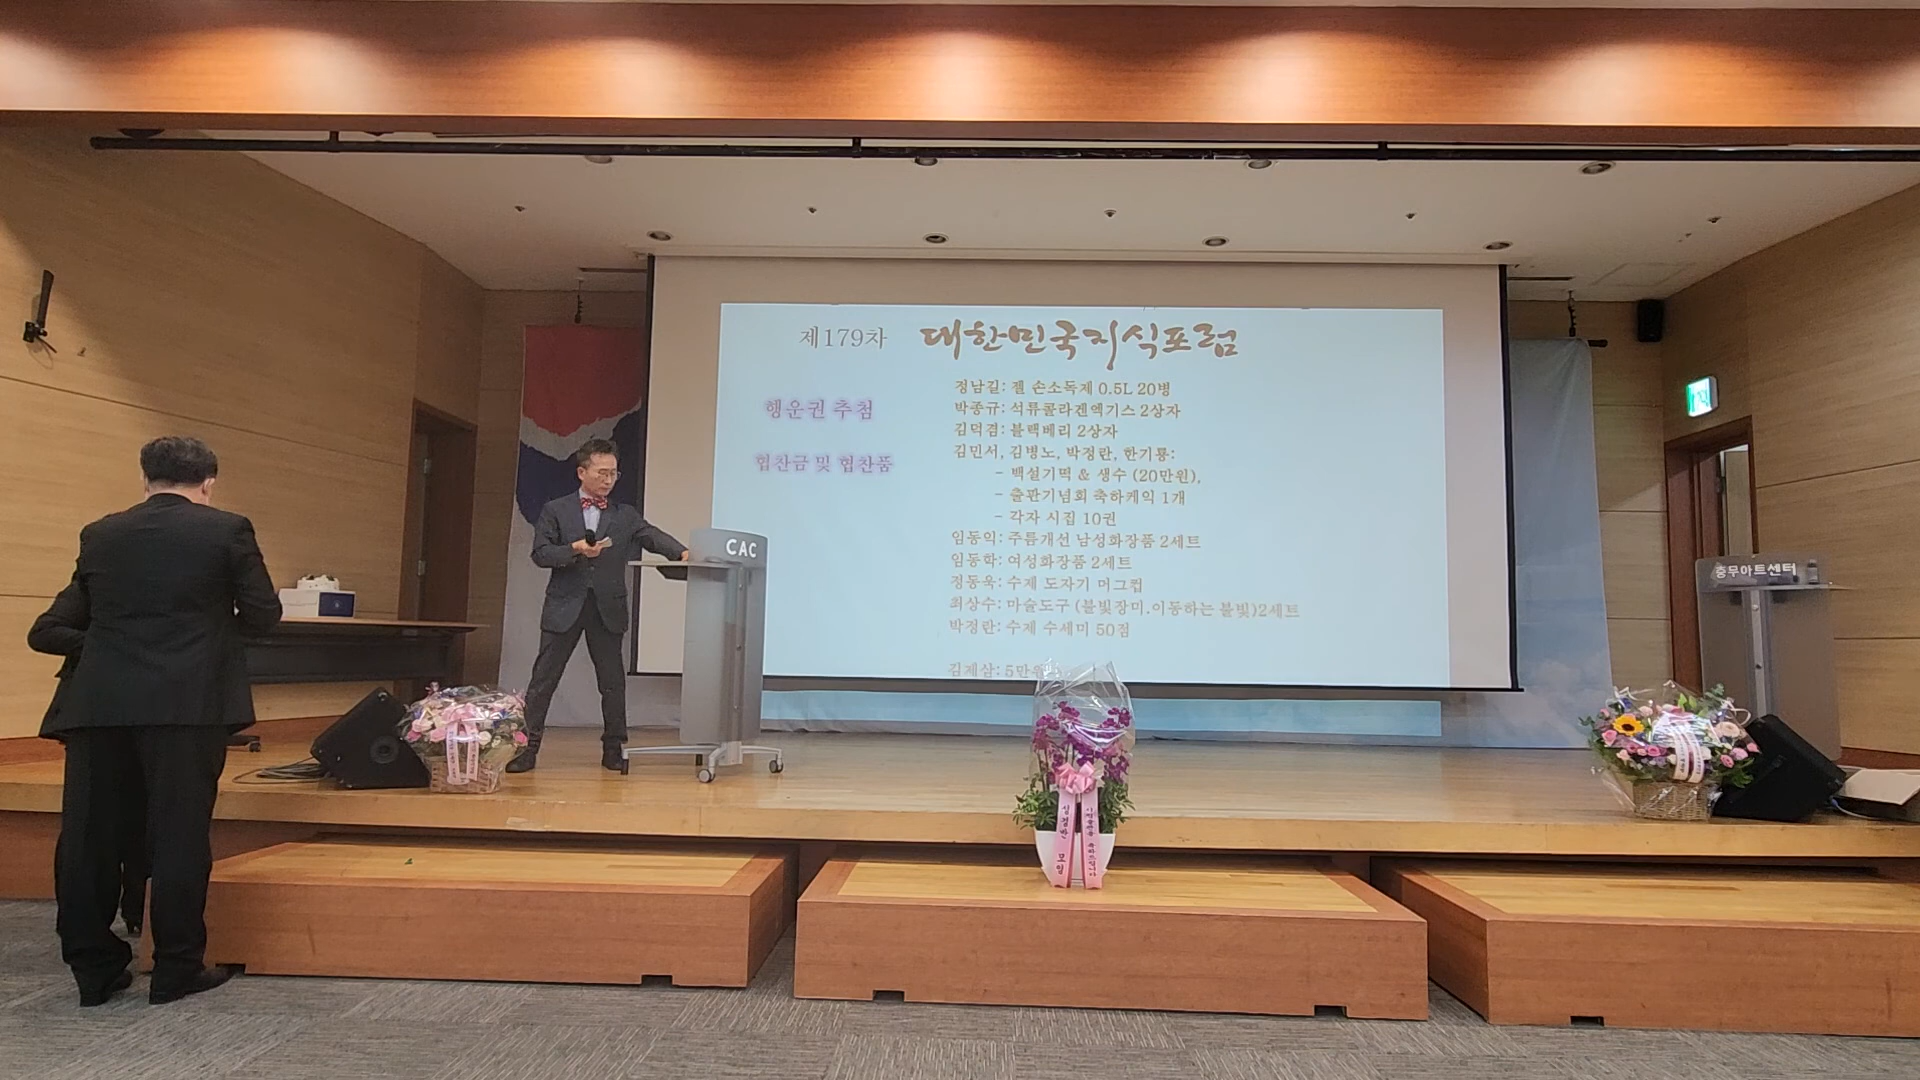 제179차 대한민국지식포럼
행운권 추첨
협찬금 및 협찬품
정남길: 젤 손소독제 0.5L 20병
박종규: 석류콜라겐엑기스 2상자
김덕겸: 블랙베리 2상자
김민서, 김병노, 박정란, 한기룡:
- 백설기떡 & 생수 (20만원),
- 출판기념회 축하케익 1개
- 각자 시집 10권
임동익: 주름개선 남성화장품 2세트
임동학: 여성화장품 2세트
정동욱: 수제 도자기 머그컵
최상수: 마술도구 (불빛장미.이동하는 불빛)2세트
박정란: 수제 수세미 50점
김제삼: 5만원
CAC
충무아트센터